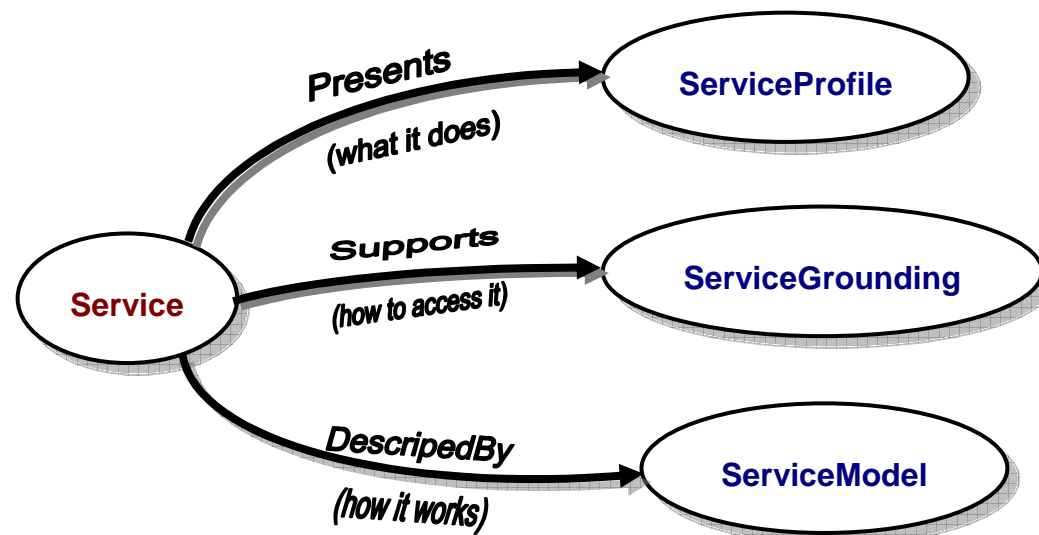 Presents
(what it does)
ServiceProfile
Supports
(how to access it)
ServiceGrounding
Service
DescripedBy
(how it works)
ServiceModel